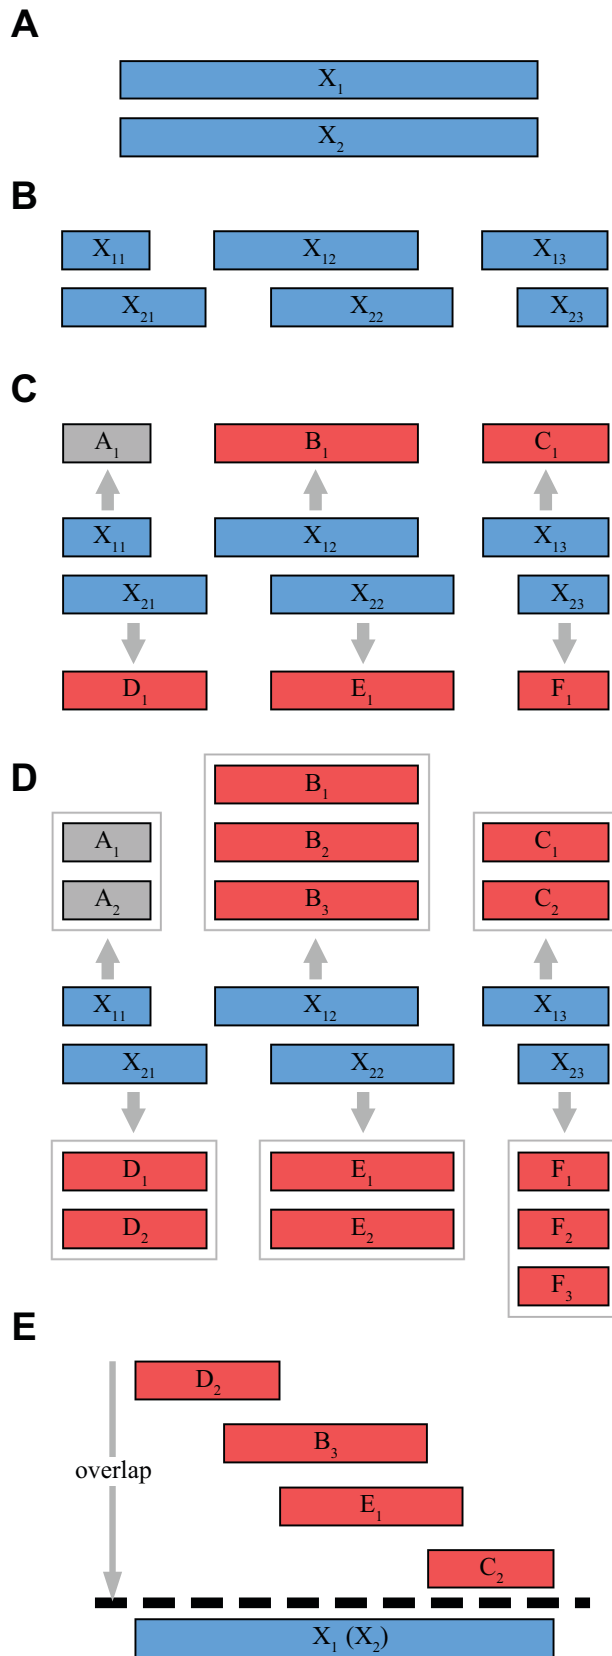 A
X₁
X₂
B
X₁₁ X₁₂ X₁₃
X₂₁ X₂₂ X₂₃
C
A₁ B₁ C₁
X₁₁ X₁₂ X₁₃
X₂₁ X₂₂ X₂₃
D₁ E₁ F₁
D
B₁
A₁ B₂ C₁
A₂ B₃ C₂
X₁₁ X₁₂ X₁₃
X₂₁ X₂₂ X₂₃
D₁ E₁ F₁
D₂ E₂ F₂
F₃
E
D₂
B₃
overlap
E₁
C₂
X₁ (X₂)